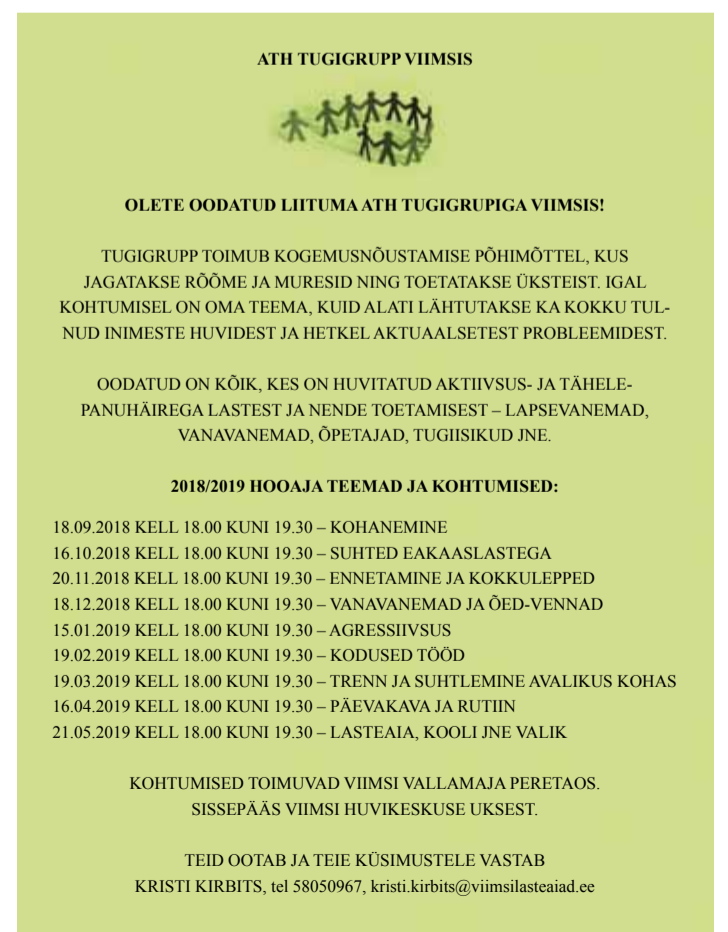 ATH TUGIGRUPP VIIMSIS
OLETE OODATUD LIITUMA ATH TUGIGRUPIGA VIIMSIS!
TUGIGRUPP TOIMUB KOGEMUSNÕUSTAMISE PÕHIMÕTTEL, KUS
JAGATAKSE RÕÕME JA MURESID NING TOETATAKSE ÜKSTEIST. IGAL
KOHTUMISEL ON OMA TEEMA, KUID ALATI LÄHTUTAKSE KA KOKKU TUL-
NUD INIMESTE HUVIDEST JA HETKEL AKTUAALSETEST PROBLEEMIDEST.
OODATUD ON KÕIK, KES ON HUVITATUD AKTIIVSUS- JA TÄHELE-
PANUHÄIREGA LASTEST JA NENDE TOETAMISEST – LAPSEVANEMAD,
VANAVANEMAD, ÕPETAJAD, TUGIISIKUD JNE.
2018/2019 HOOAJA TEEMAD JA KOHTUMISED:
18.09.2018 KELL 18.00 KUNI 19.30 – KOHANEMINE
16.10.2018 KELL 18.00 KUNI 19.30 – SUHTED EAKAASLASTEGA
20.11.2018 KELL 18.00 KUNI 19.30 – ENNETAMINE JA KOKKULEPPED
18.12.2018 KELL 18.00 KUNI 19.30 – VANAVANEMAD JA ÕED-VENNAD
15.01.2019 KELL 18.00 KUNI 19.30 – AGRESSIIVSUS
19.02.2019 KELL 18.00 KUNI 19.30 – KODUSED TÖÖD
19.03.2019 KELL 18.00 KUNI 19.30 – TRENN JA SUHTLEMINE AVALIKUS KOHAS
16.04.2019 KELL 18.00 KUNI 19.30 – PÄEVAKAVA JA RUTIIN
21.05.2019 KELL 18.00 KUNI 19.30 – LASTEAIA, KOOLI JNE VALIK
KOHTUMISED TOIMUVAD VIIMSI VALLAMAJA PERETAOS.
SISSEPÄÄS VIIMSI HUVIKESKUSE UKSEST.
TEID OOTAB JA TEIE KÜSIMUSTELE VASTAB
KRISTI KIRBITS, tel 58050967, kristi.kirbits@viimsilasteaiad.ee